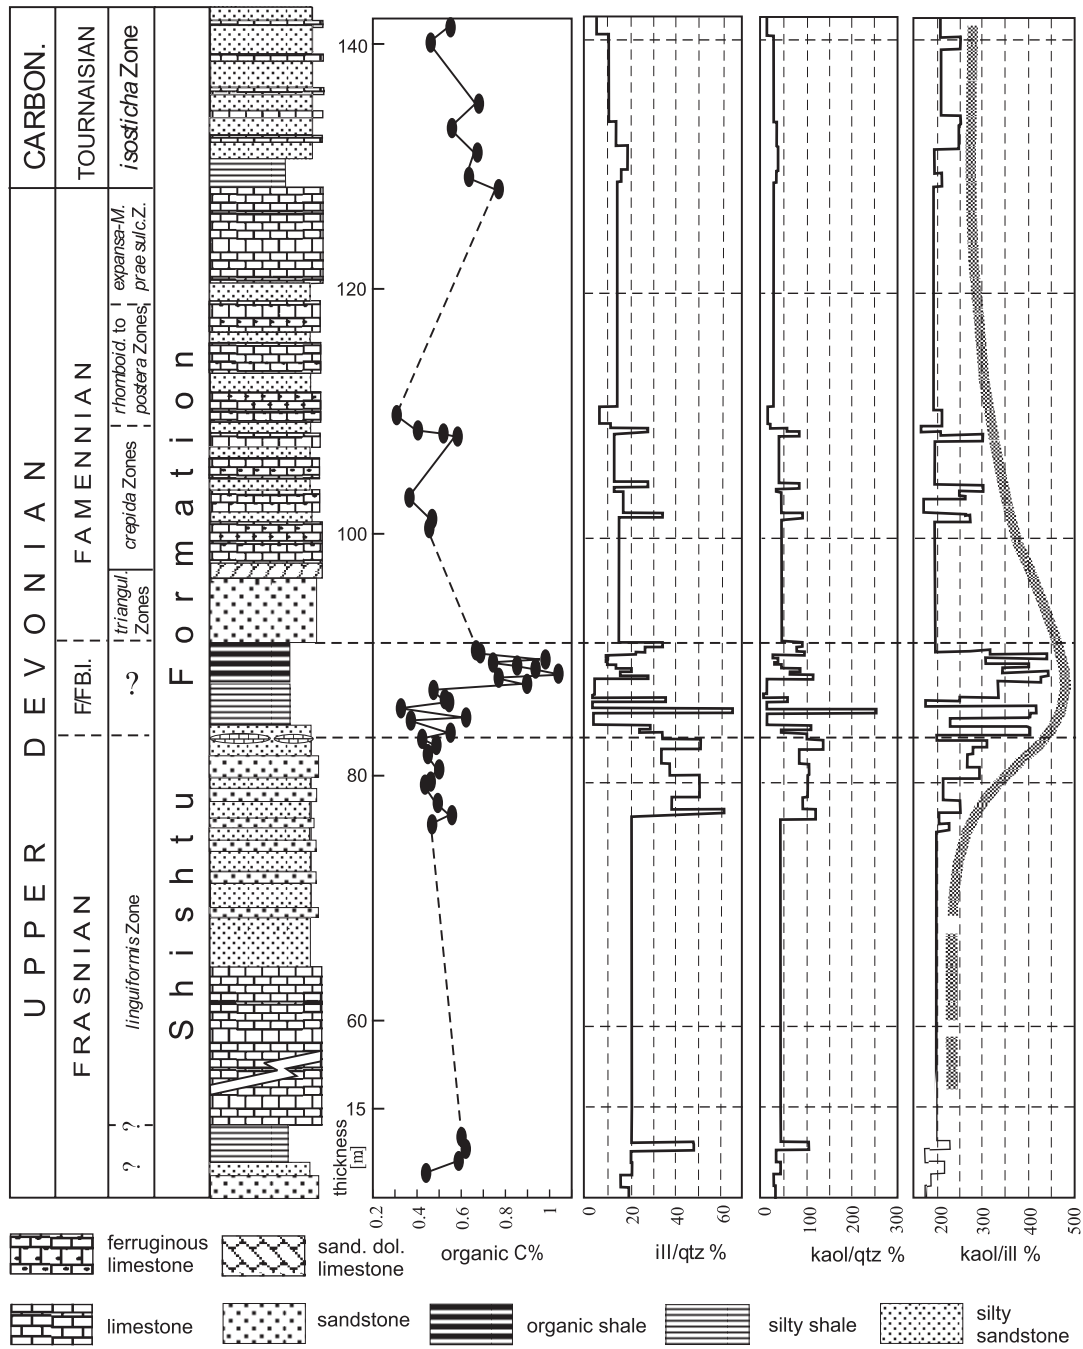 CARBON.
UPPER DEVONIAN
TOURNAISIAN
FAMENNIAN
F/F Bl.
FRASNIAN
isosticha Zone
expansa-M.
praesulc.Z.
rhomboid. to
postera Zones
crepida Zones
triangul.
Zones
?
linguiformis Zone
?
?
Shishtu Formation
140
120
100
80
60
15
thickness
[m]
0.2 0.4 0.6 0.8 1
organic C%
0 20 40 60
ill/qtz %
0 100 200 300
kaol/qtz %
200 300 400 500
kaol/ill %
ferruginous
limestone
sand. dol.
limestone
limestone
sandstone
organic shale
silty shale
silty
sandstone